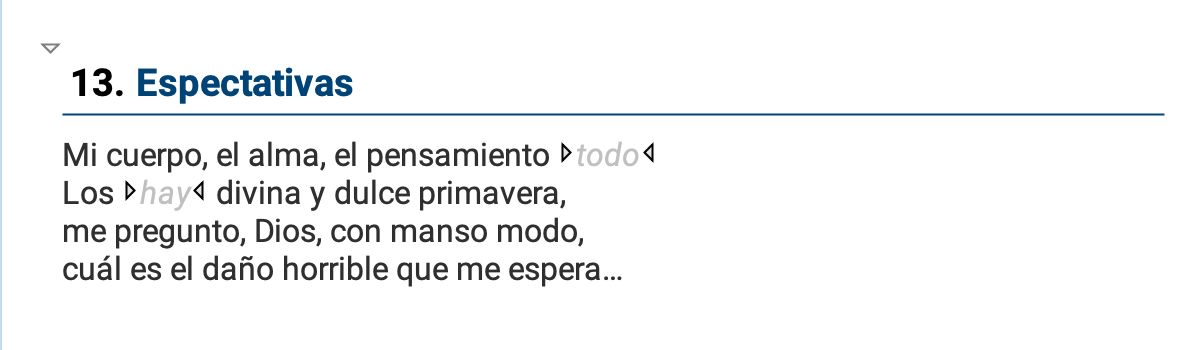 13. Espectativas
Mi cuerpo, el alma, el pensamiento todo
Los hay divina y dulce primavera,
me pregunto, Dios, con manso modo,
cuál es el daño horrible que me espera...